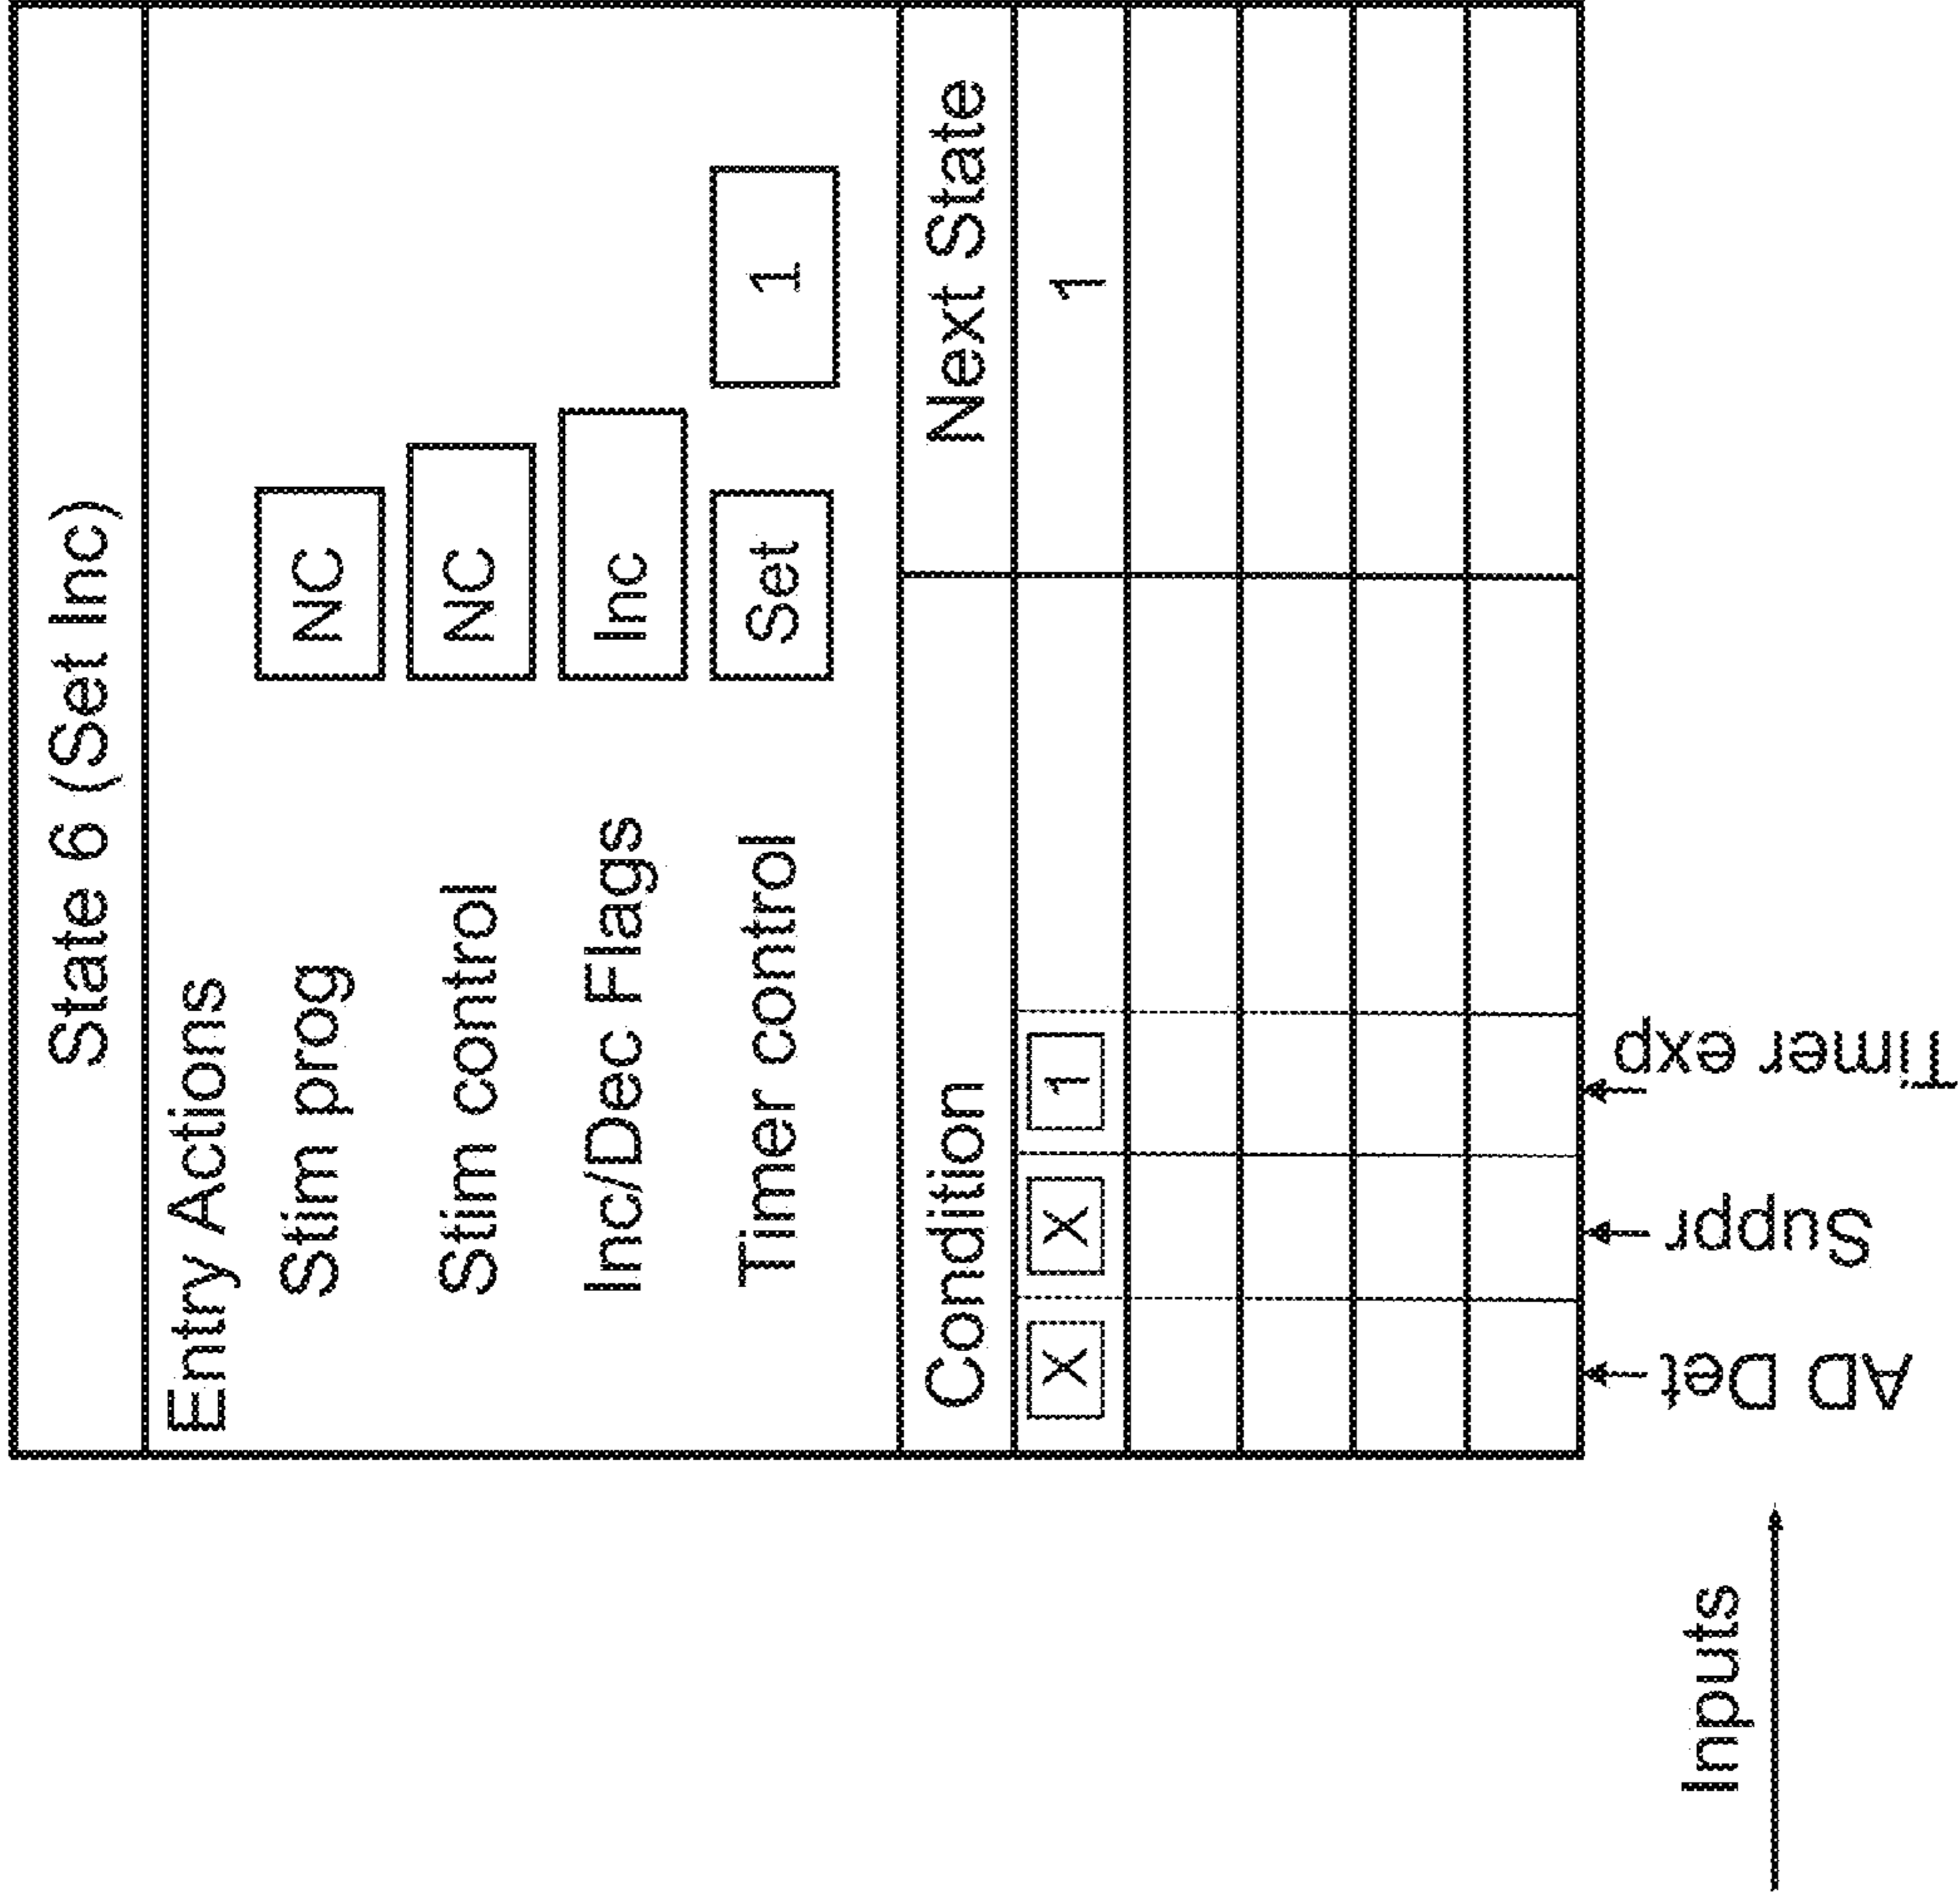 State 6 (Set Inc)
Entry Actions
Stim prog NC
Stim control NC
Inc/Dec Flags Inc
Timer control Set 1
Condition Next State
X X 1 1
AD Det Suppr Timer exp
Inputs